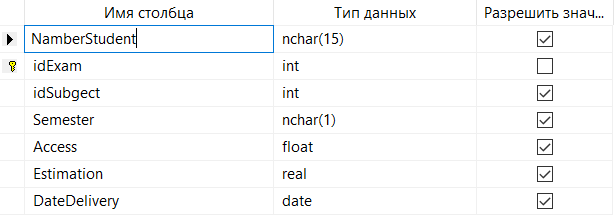 Имя столбца Тип данных Разрешить знач...
NamberStudent nchar(15)
idExam int
idSubgect int
Semester nchar(1)
Access float
Estimation real
DateDelivery date